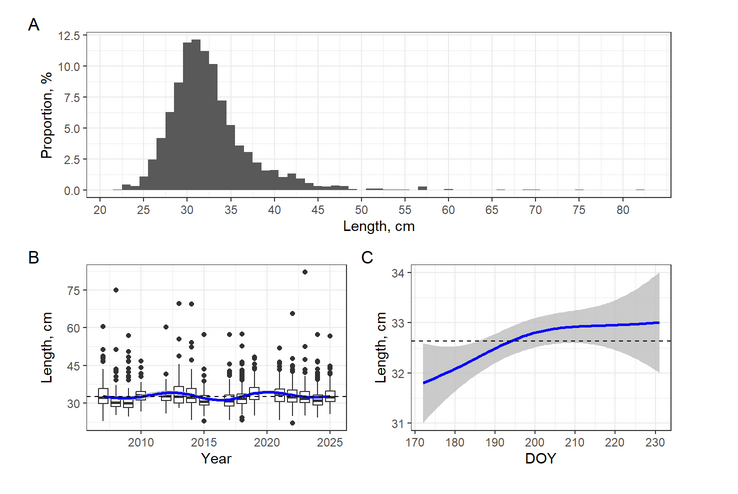 A
12.5
10.0
7.5
5.0
2.5
0.0
Proportion, %
20 25 30 35 40 45 50 55 60 65 70 75 80
Length, cm
B
75
60
45
30
Length, cm
2010 2015 2020 2025
Year
C
34
33
32
31
Length, cm
170 180 190 200 210 220 230
DOY